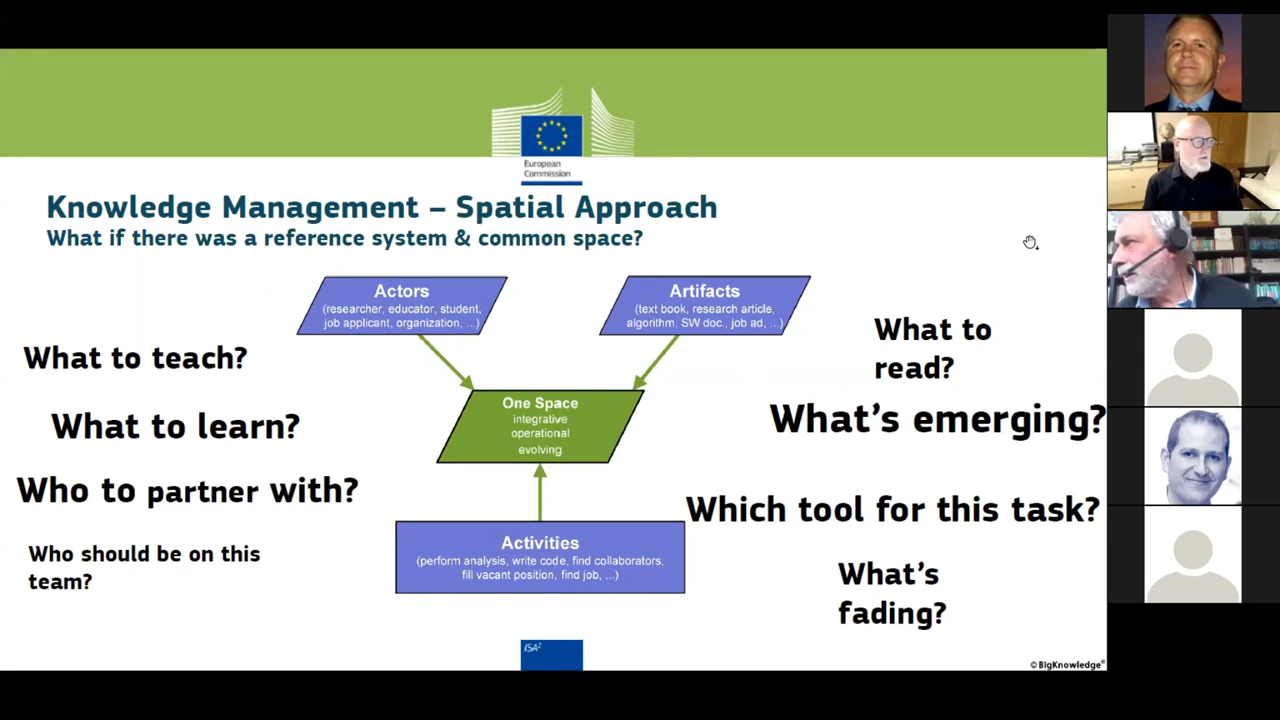 European
Commission
Knowledge Management – Spatial Approach
What if there was a reference system & common space?
Actors
(researcher, educator, student,
job applicant, organization, ...)
Artifacts
(text book, research article,
algorithm, SW doc., job ad, ...)
What to teach?
What to learn?
Who to partner with?
Who should be on this
team?
One Space
integrative
operational
evolving
Activities
(perform analysis, write code, find collaborators,
fill vacant position, find job, ...)
What to
read?
What's emerging?
Which tool for this task?
What's
fading?
ISA²
© BigKnowledge®